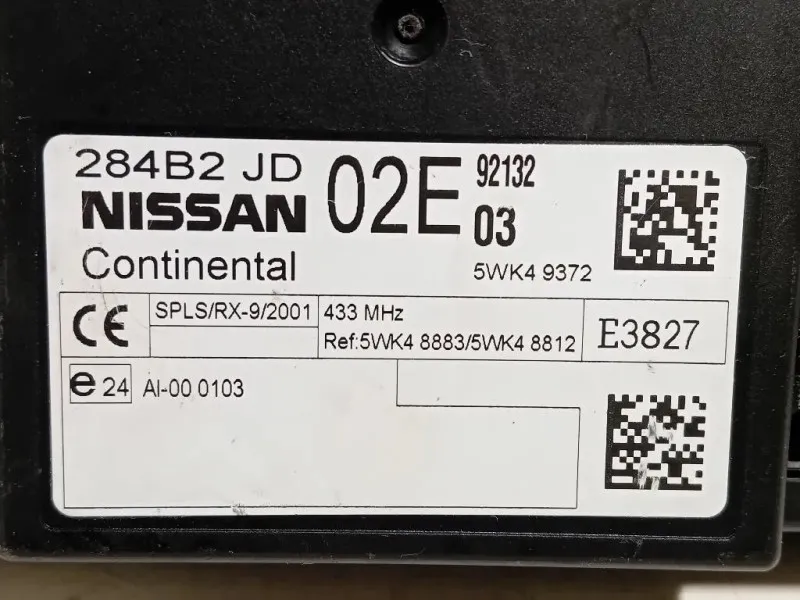 284B2 JD 02E 92132
NISSAN 03
Continental 5WK4 9372
CE SPLS/RX-9/2001 433 MHz E3827
Ref:5WK4 8883/5WK4 8812
e 24 AI-00 0103